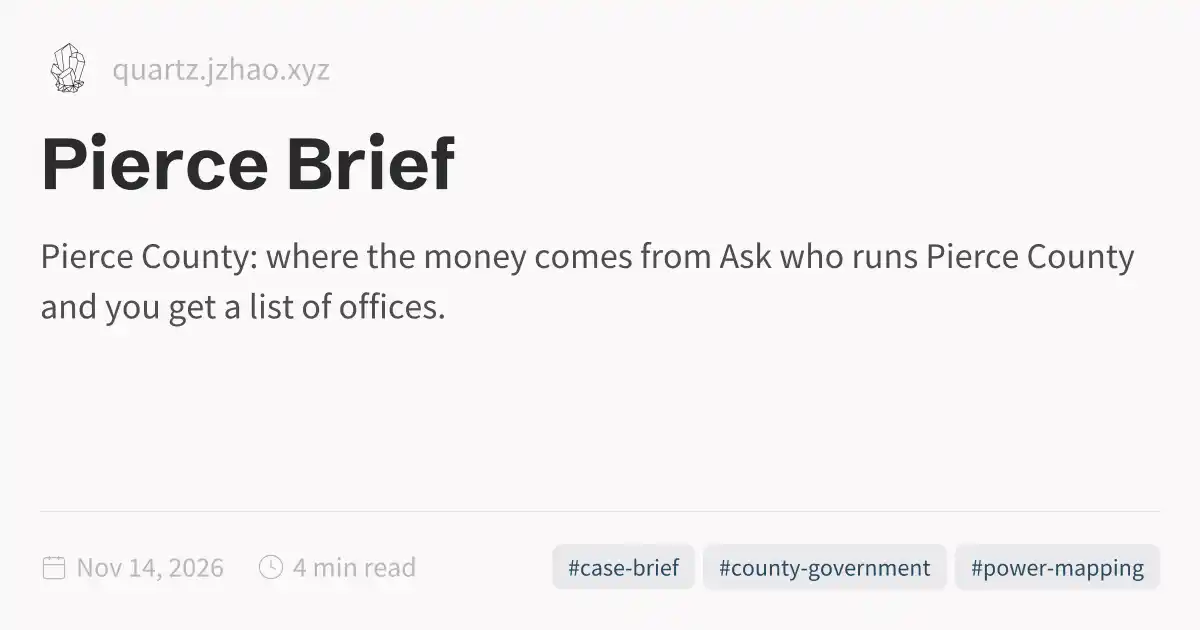 quartz.jzhao.xyz
Pierce Brief
Pierce County: where the money comes from Ask who runs Pierce County
and you get a list of offices.
Nov 14, 2026 4 min read #case-brief #county-government #power-mapping